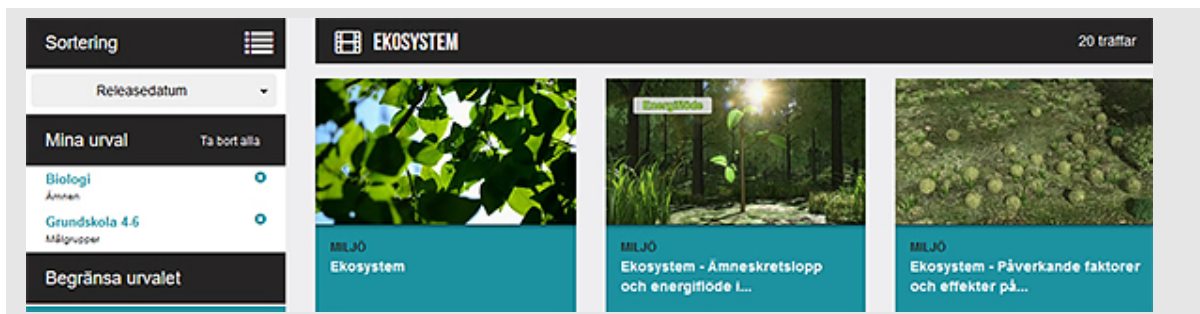 Sortering
Releasedatum
Mina urval Ta bort alla
Biologi
Ämnen
Grundskola 4-6
Målgrupper
Begränsa urvalet
EKOSYSTEM 20 träffar
MILJÖ
Ekosystem
Energiflöde
MILJÖ
Ekosystem - Ämneskretslopp
och energiflöde i...
MILJÖ
Ekosystem - Påverkande faktorer
och effekter på...